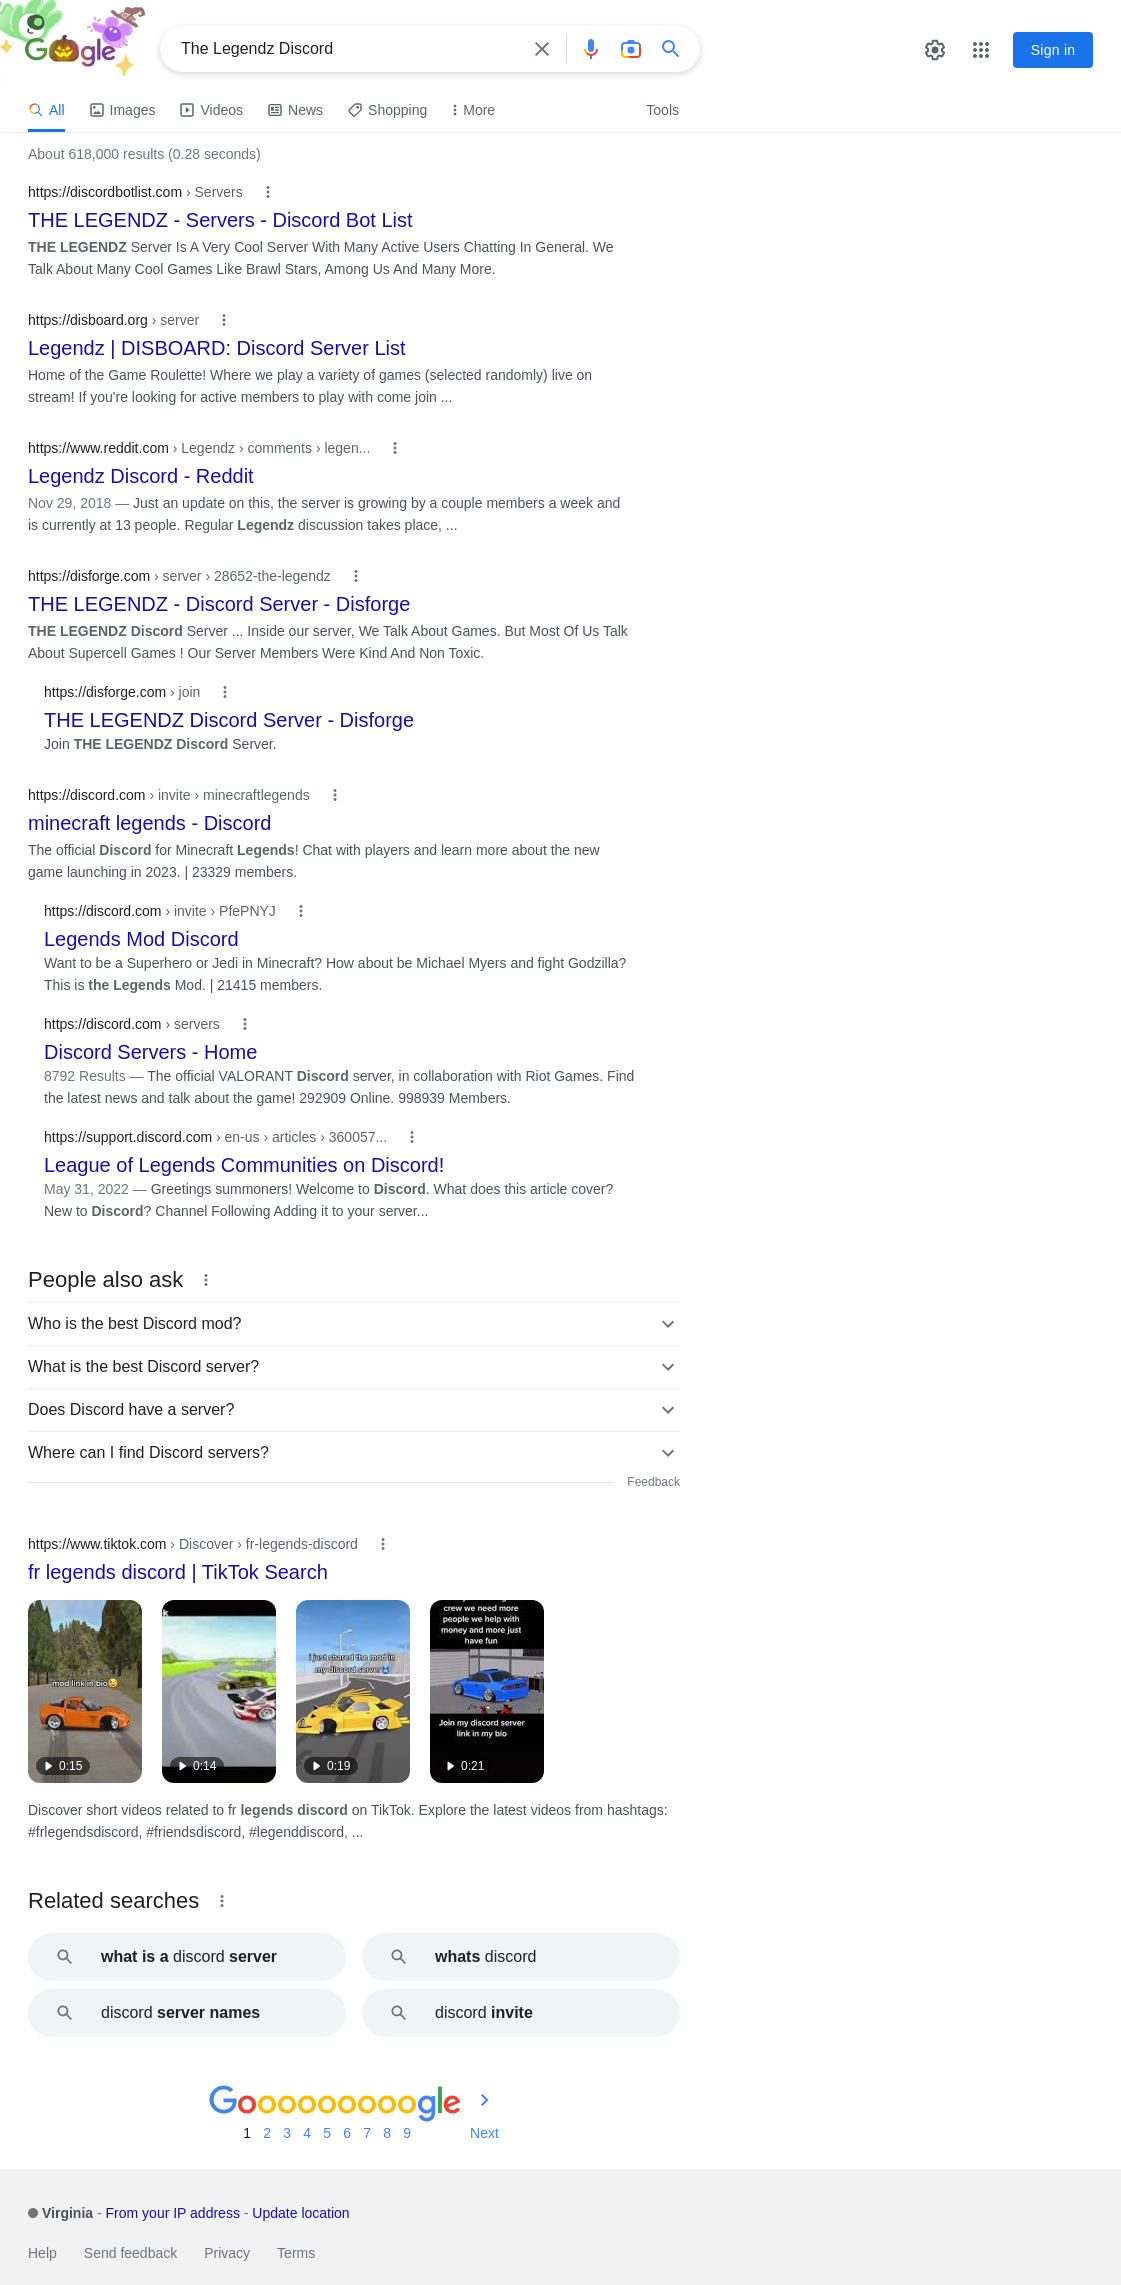 Google
The Legendz Discord
Sign in
All
Images
Videos
News
Shopping
More
Tools
About 618,000 results (0.28 seconds)
https://discordbotlist.com › Servers
THE LEGENDZ - Servers - Discord Bot List
THE LEGENDZ Server Is A Very Cool Server With Many Active Users Chatting In General. We
Talk About Many Cool Games Like Brawl Stars, Among Us And Many More.
https://disboard.org › server
Legendz | DISBOARD: Discord Server List
Home of the Game Roulette! Where we play a variety of games (selected randomly) live on
stream! If you're looking for active members to play with come join ...
https://www.reddit.com › Legendz › comments › legen...
Legendz Discord - Reddit
Nov 29, 2018 — Just an update on this, the server is growing by a couple members a week and
is currently at 13 people. Regular Legendz discussion takes place, ...
https://disforge.com › server › 28652-the-legendz
THE LEGENDZ - Discord Server - Disforge
THE LEGENDZ Discord Server ... Inside our server, We Talk About Games. But Most Of Us Talk
About Supercell Games ! Our Server Members Were Kind And Non Toxic.
https://disforge.com › join
THE LEGENDZ Discord Server - Disforge
Join THE LEGENDZ Discord Server.
https://discord.com › invite › minecraftlegends
minecraft legends - Discord
The official Discord for Minecraft Legends! Chat with players and learn more about the new
game launching in 2023. | 23329 members.
https://discord.com › invite › PfePNYJ
Legends Mod Discord
Want to be a Superhero or Jedi in Minecraft? How about be Michael Myers and fight Godzilla?
This is the Legends Mod. | 21415 members.
https://discord.com › servers
Discord Servers - Home
8792 Results — The official VALORANT Discord server, in collaboration with Riot Games. Find
the latest news and talk about the game! 292909 Online. 998939 Members.
https://support.discord.com › en-us › articles › 360057...
League of Legends Communities on Discord!
May 31, 2022 — Greetings summoners! Welcome to Discord. What does this article cover?
New to Discord? Channel Following Adding it to your server...
People also ask
Who is the best Discord mod?
What is the best Discord server?
Does Discord have a server?
Where can I find Discord servers?
Feedback
https://www.tiktok.com › Discover › fr-legends-discord
fr legends discord | TikTok Search
mod link in bio
0:15
0:14
i just shared the mod in
my discord server
0:19
crew we need more
people we help with
money and more just
have fun
Join my discord server
link in my bio
0:21
Discover short videos related to fr legends discord on TikTok. Explore the latest videos from hashtags:
#frlegendsdiscord, #friendsdiscord, #legenddiscord, ...
Related searches
what is a discord server
whats discord
discord server names
discord invite
Goooooooooogle
1 2 3 4 5 6 7 8 9 Next
Virginia - From your IP address - Update location
Help Send feedback Privacy Terms